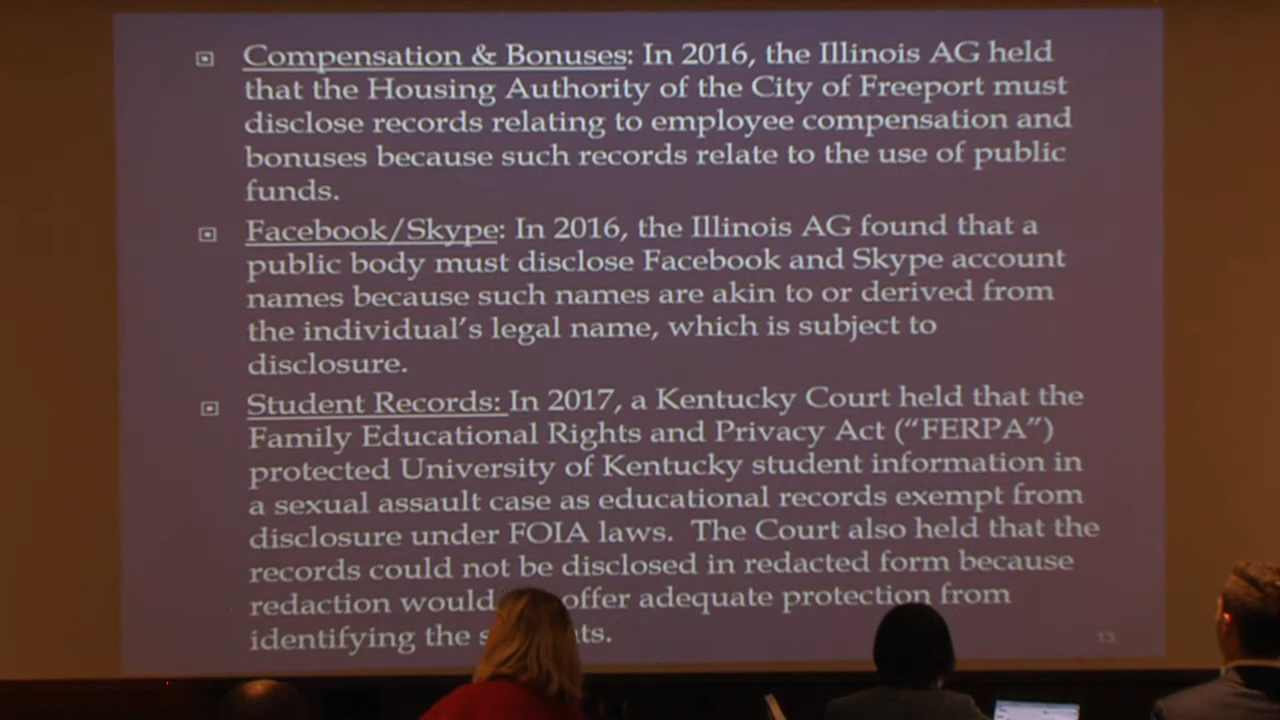 Compensation & Bonuses: In 2016, the Illinois AG held
that the Housing Authority of the City of Freeport must
disclose records relating to employee compensation and
bonuses because such records relate to the use of public
funds.
Facebook/Skype: In 2016, the Illinois AG found that a
public body must disclose Facebook and Skype account
names because such names are akin to or derived from
the individual's legal name, which is subject to
disclosure.
Student Records: In 2017, a Kentucky Court held that the
Family Educational Rights and Privacy Act (“FERPA”)
protected University of Kentucky student information in
a sexual assault case as educational records exempt from
disclosure under FOIA laws. The Court also held that the
records could not be disclosed in redacted form because
redaction would offer adequate protection from
identifying the
13